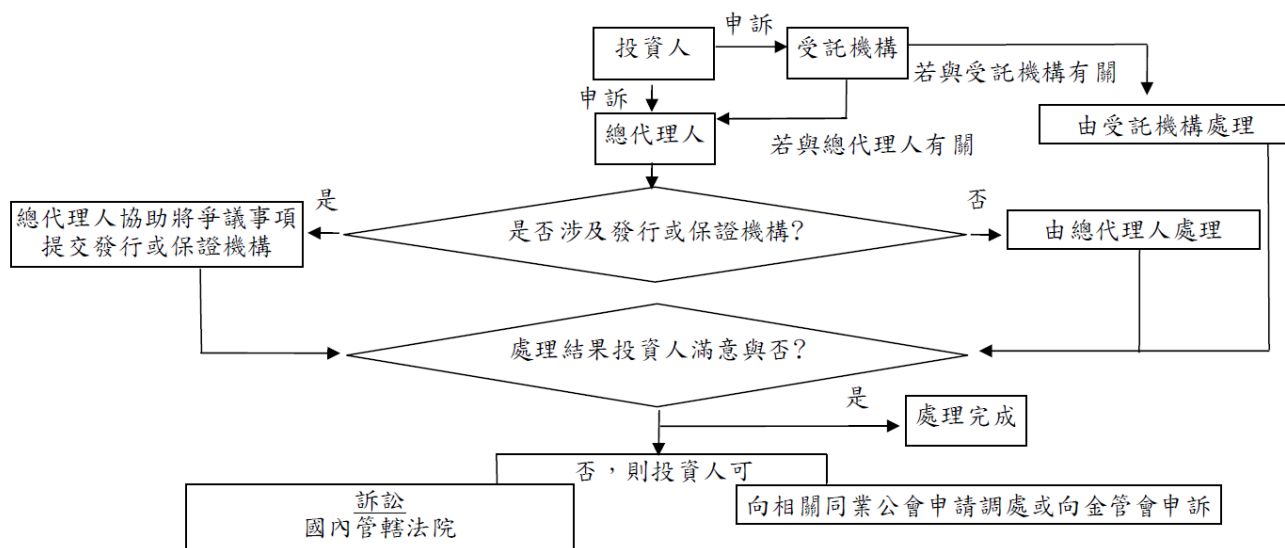 申訴
投資人
受託機構
若與受託機構有關
申訴
由受託機構處理
總代理人
若與總代理人有關
是
否
總代理人協助將爭議事項
提交發行或保證機構
是否涉及發行或保證機構?
由總代理人處理
處理結果投資人滿意與否?
是
處理完成
否，則投資人可
訴訟
國內管轄法院
向相關同業公會申請調處或向金管會申訴